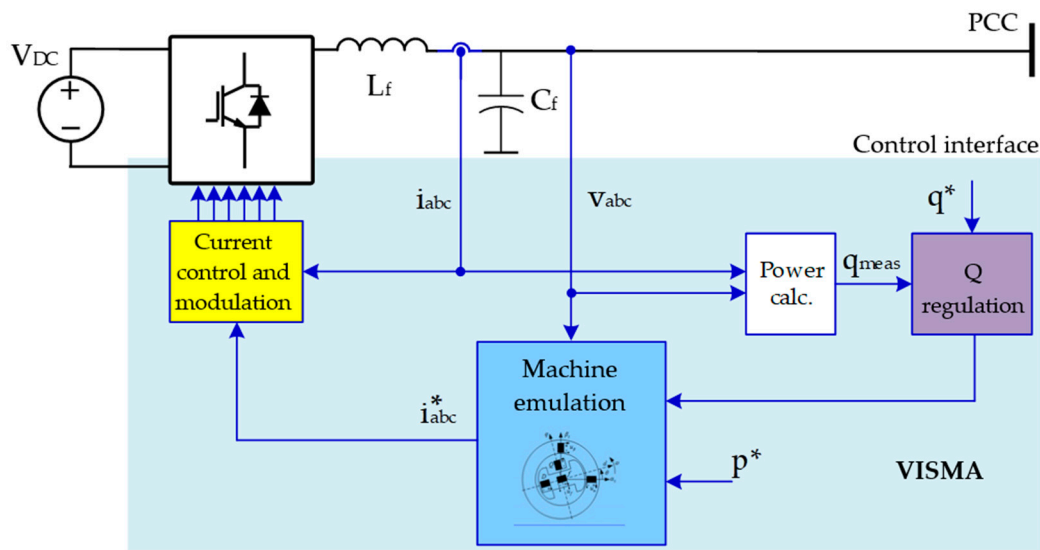 PCC
VDC
+
−
Lf
Cf
Control interface
iabc
vabc
q*
Current
control and
modulation
Power
calc.
qmeas
Q
regulation
Machine
emulation
i*abc
p*
VISMA